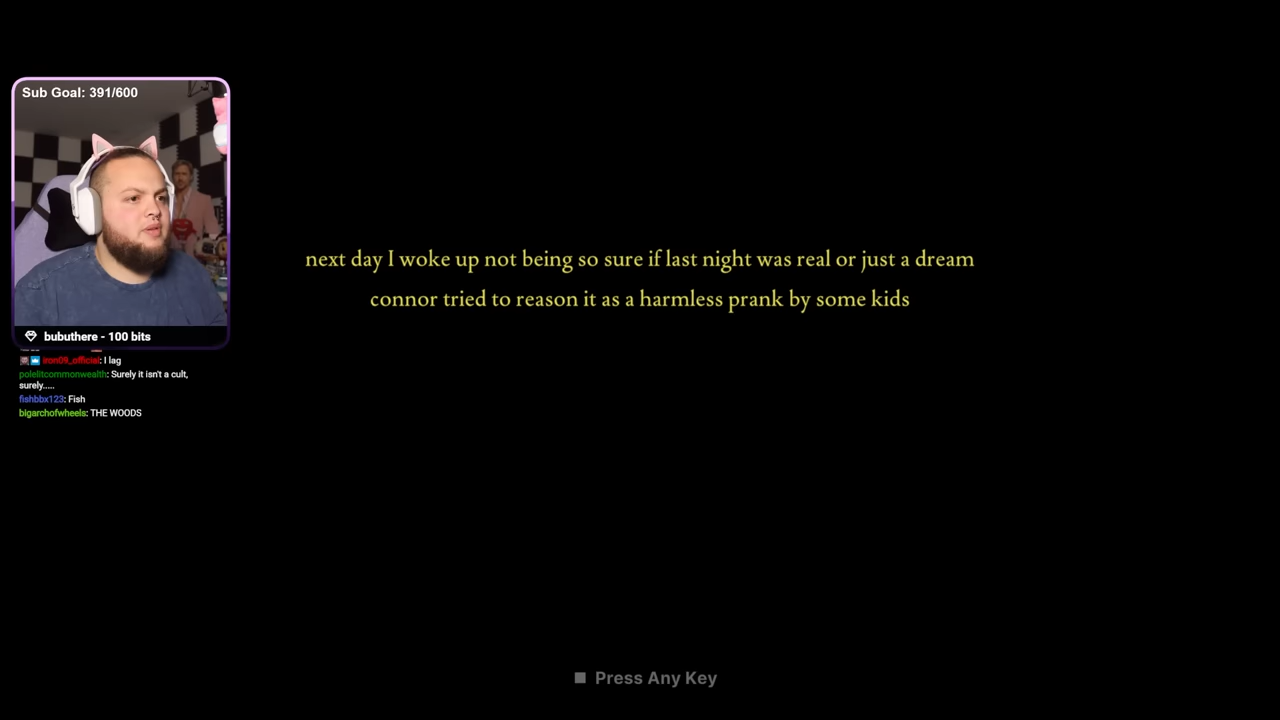 Sub Goal: 391/600
next day I woke up not being so sure if last night was real or just a dream
connor tried to reason it as a harmless prank by some kids
bubuthere - 100 bits
iron09_official: I lag
polelitcommonwealth: Surely it isn't a cult,
surely.....
fishbbx123: Fish
bigarchofwheels: THE WOODS
Press Any Key